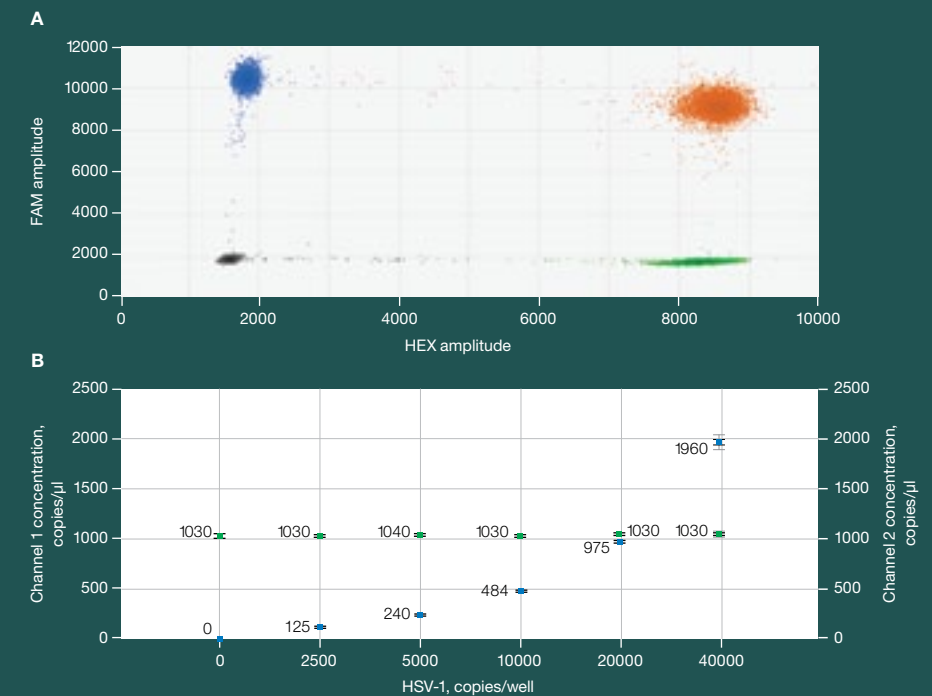 A
12000
10000
8000
6000
4000
2000
0
FAM amplitude
0 2000 4000 6000 8000 10000
HEX amplitude
B
2500 2500
2000 2000
1500 1500
1000 1000
500 500
0 0
Channel 1 concentration,
copies/µl
Channel 2 concentration,
copies/µl
1960
1030 1030 1040 1030 1030 1030
975
484
240
125
0
0 2500 5000 10000 20000 40000
HSV-1, copies/well